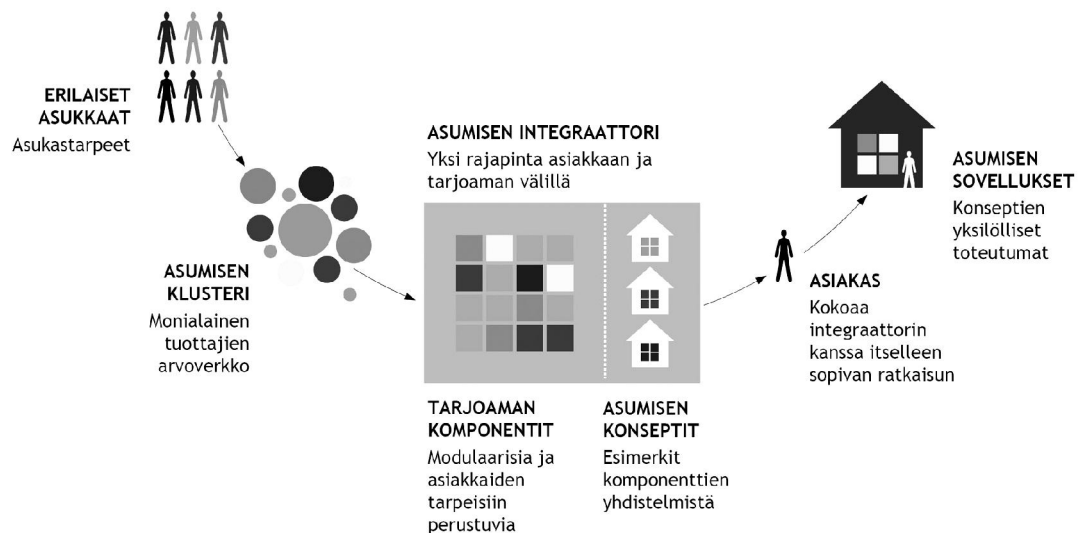 ERILAISET
ASUKKAAT
Asukastarpeet
ASUMISEN
KLUSTERI
Monialainen
tuottajien
arvoverkko
ASUMISEN INTEGRAATTORI
Yksi rajapinta asiakkaan ja
tarjoaman välillä
TARJOAMAN
KOMPONENTIT
Modulaarisia ja
asiakkaiden
tarpeisiin
perustuvia
ASUMISEN
KONSEPTIT
Esimerkit
komponenttien
yhdistelmistä
ASIAKAS
Kokoaa
integraattorin
kanssa itselleen
sopivan ratkaisun
ASUMISEN
SOVELLUKSET
Konseptien
yksilölliset
toteutumat